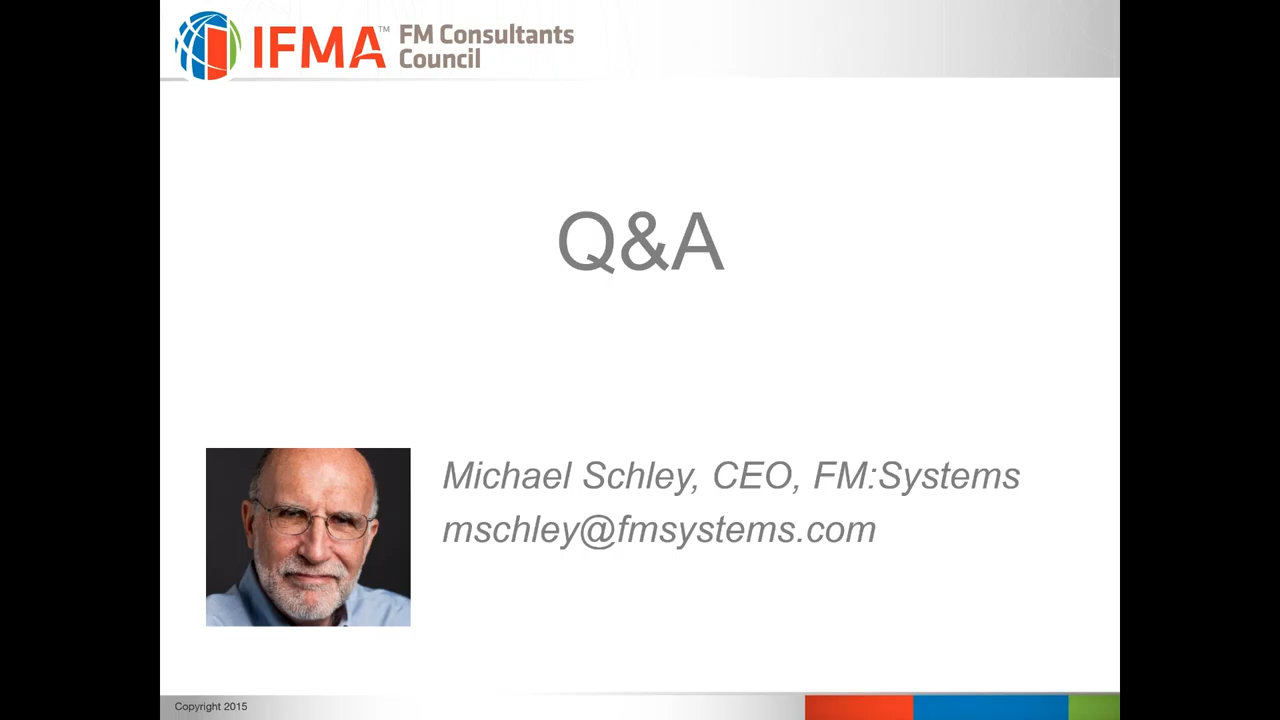 IFMA™ FM Consultants
Council
Q&A
Michael Schley, CEO, FM:Systems
mschley@fmsystems.com
Copyright 2015